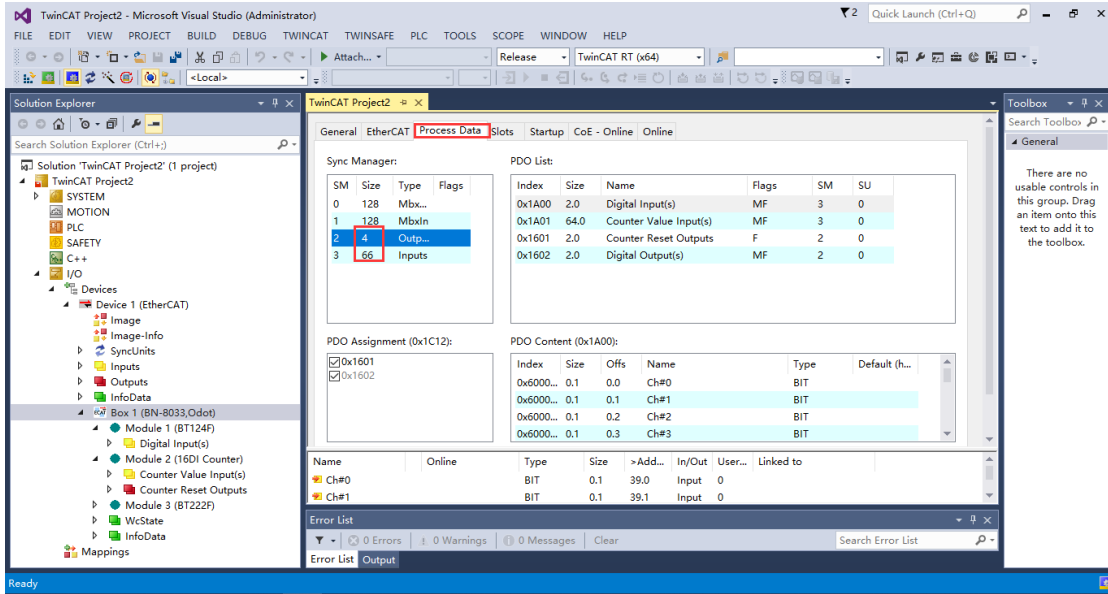 TwinCAT Project2 - Microsoft Visual Studio (Administrator)
2 Quick Launch (Ctrl+Q)
FILE EDIT VIEW PROJECT BUILD DEBUG TWINCAT TWINSAFE PLC TOOLS SCOPE WINDOW HELP
Attach... Release TwinCAT RT (x64)
<Local>
Solution Explorer
Search Solution Explorer (Ctrl+;)
Solution 'TwinCAT Project2' (1 project)
TwinCAT Project2
SYSTEM
MOTION
PLC
SAFETY
C++
I/O
Devices
Device 1 (EtherCAT)
Image
Image-Info
SyncUnits
Inputs
Outputs
InfoData
Box 1 (BN-8033,Odot)
Module 1 (BT124F)
Digital Input(s)
Module 2 (16DI Counter)
Counter Value Input(s)
Counter Reset Outputs
Module 3 (BT222F)
WcState
InfoData
Mappings
TwinCAT Project2
General EtherCAT Process Data Slots Startup CoE - Online Online
Sync Manager:
SM Size Type Flags
0 128 Mbx...
1 128 MbxIn
2 4 Outp...
3 66 Inputs
PDO List:
Index Size Name Flags SM SU
0x1A00 2.0 Digital Input(s) MF 3 0
0x1A01 64.0 Counter Value Input(s) MF 3 0
0x1601 2.0 Counter Reset Outputs F 2 0
0x1602 2.0 Digital Output(s) MF 2 0
PDO Assignment (0x1C12):
0x1601
0x1602
PDO Content (0x1A00):
Index Size Offs Name Type Default (h...
0x6000... 0.1 0.0 Ch#0 BIT
0x6000... 0.1 0.1 Ch#1 BIT
0x6000... 0.1 0.2 Ch#2 BIT
0x6000... 0.1 0.3 Ch#3 BIT
Name Online Type Size >Add... In/Out User... Linked to
Ch#0 BIT 0.1 39.0 Input 0
Ch#1 BIT 0.1 39.1 Input 0
Error List
0 Errors 0 Warnings 0 Messages Clear
Search Error List
Error List Output
Toolbox
Search Toolbox
General
There are no
usable controls in
this group. Drag
an item onto this
text to add it to
the toolbox.
Ready